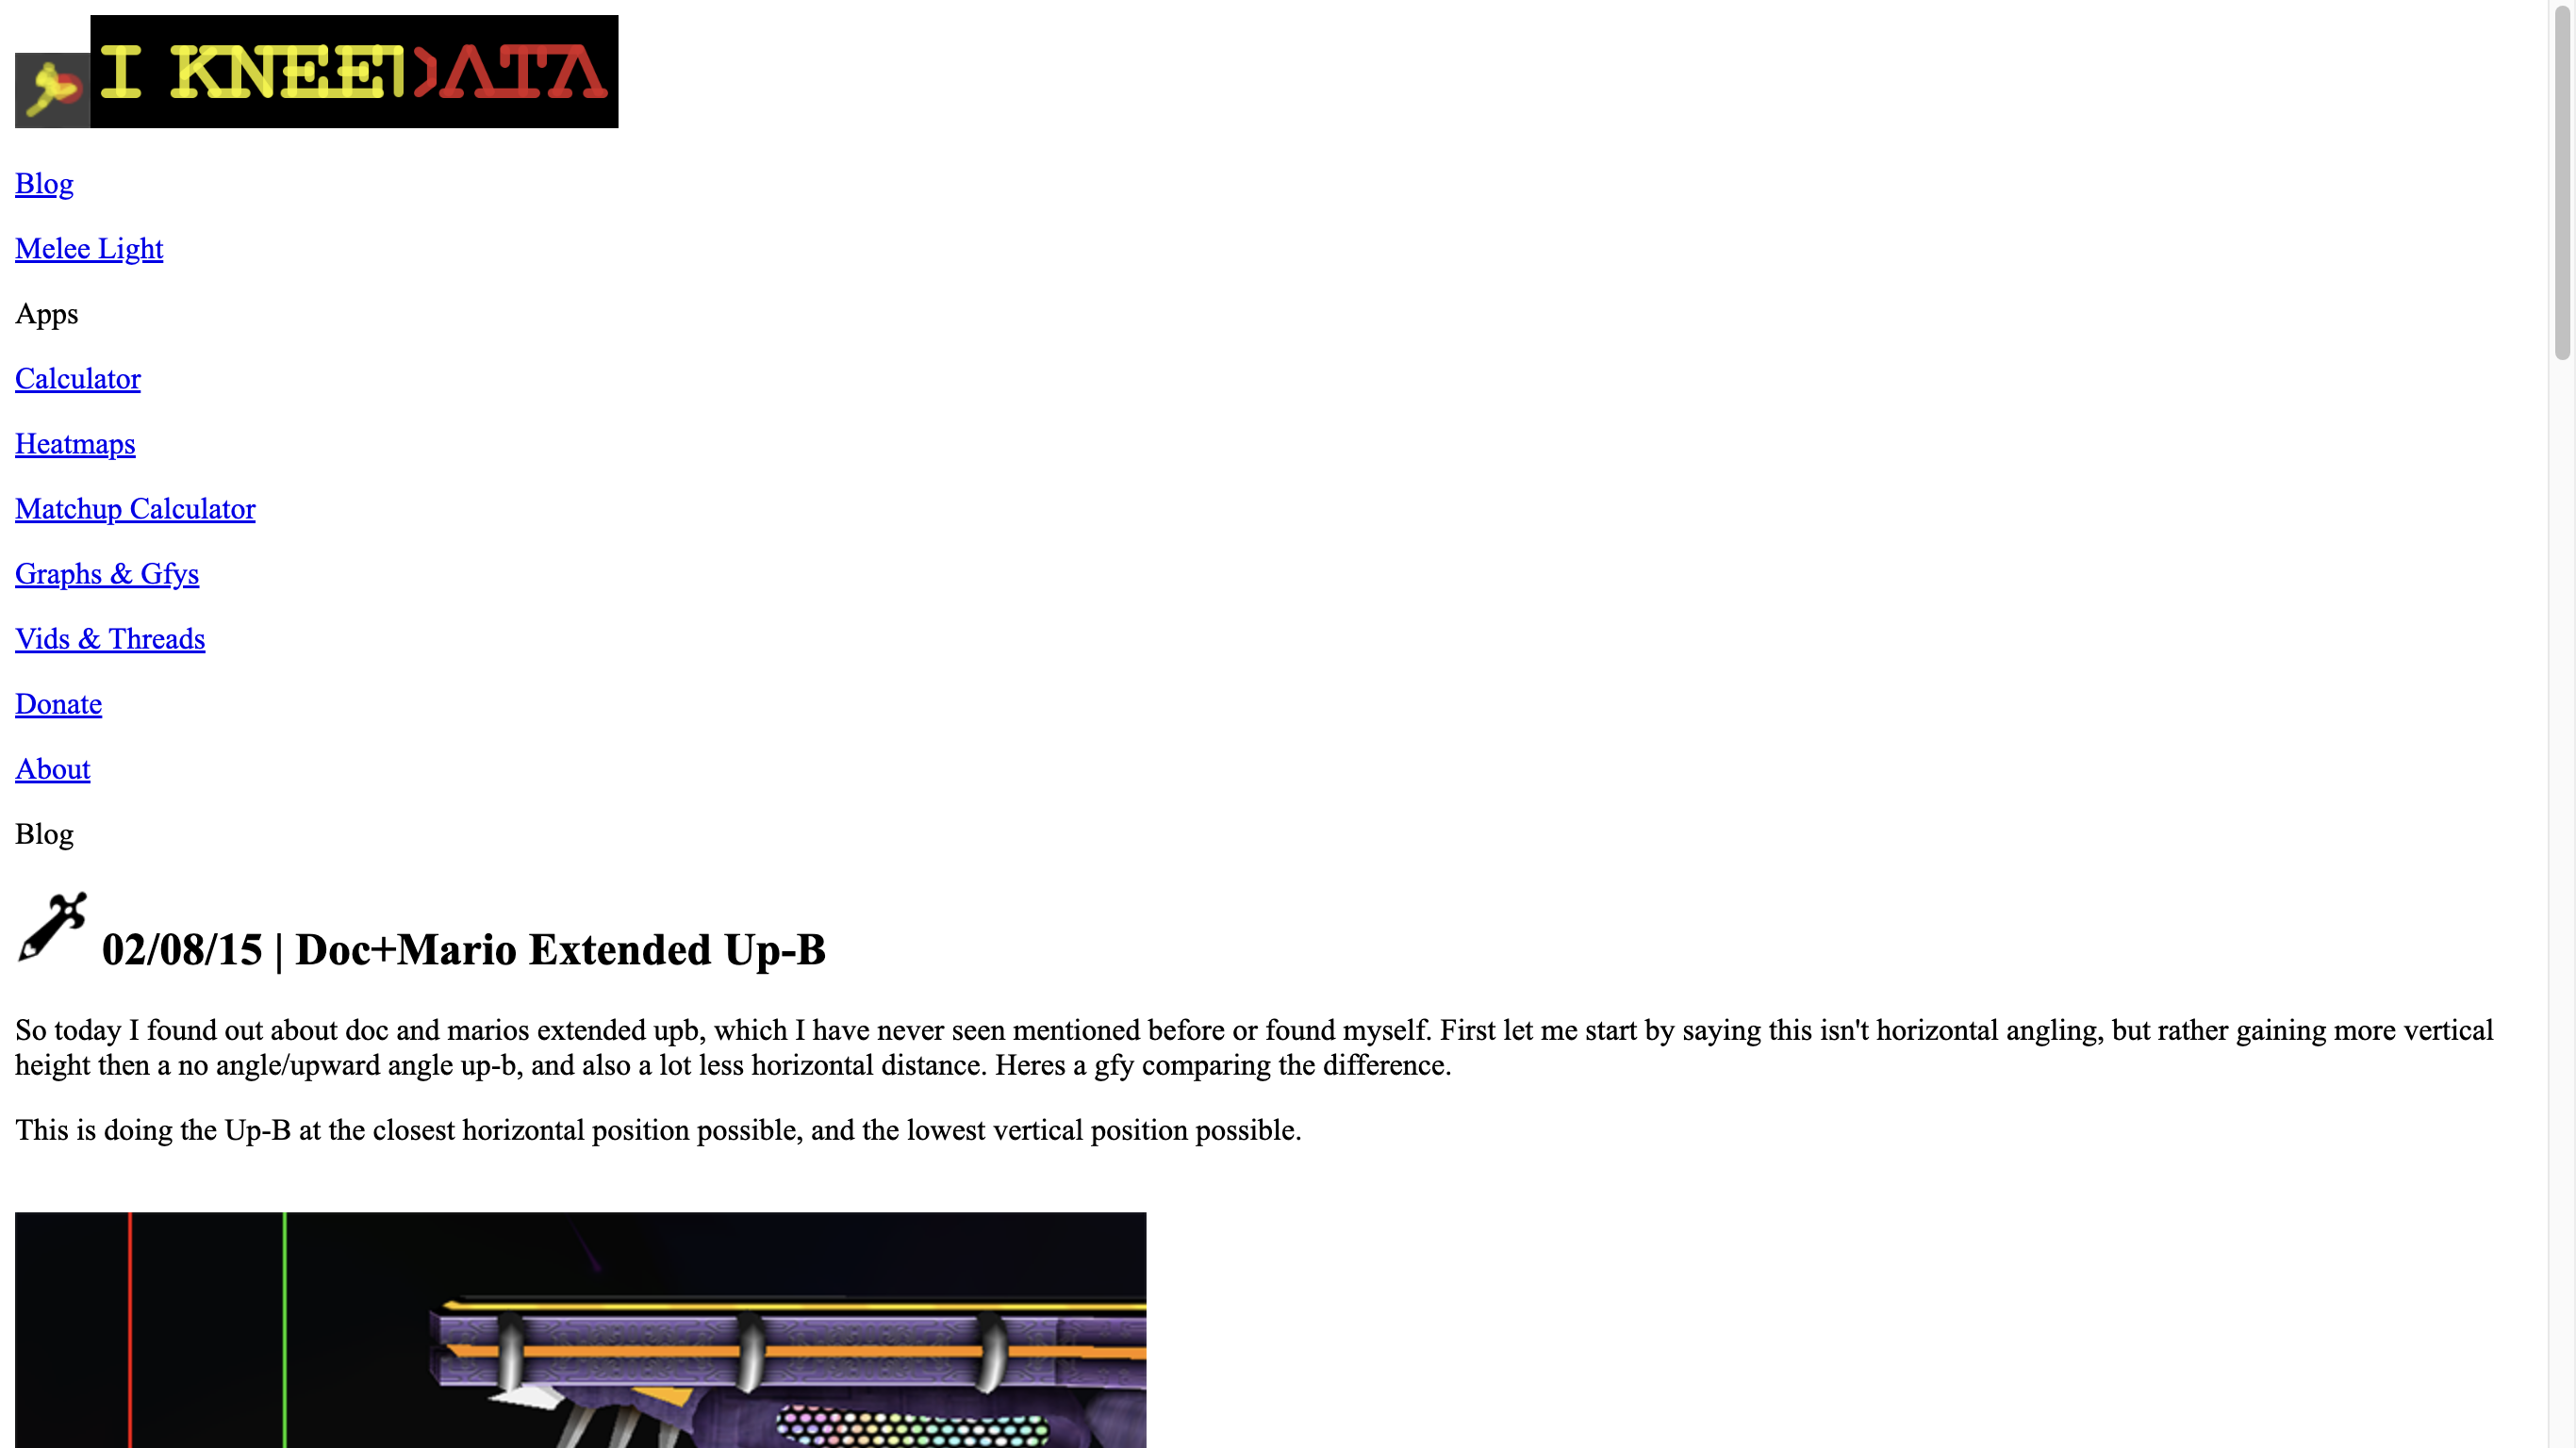 I KNEEDATA
Blog
Melee Light
Apps
Calculator
Heatmaps
Matchup Calculator
Graphs & Gfys
Vids & Threads
Donate
About
Blog
02/08/15 | Doc+Mario Extended Up-B
So today I found out about doc and marios extended upb, which I have never seen mentioned before or found myself. First let me start by saying this isn't horizontal angling, but rather gaining more vertical
height then a no angle/upward angle up-b, and also a lot less horizontal distance. Heres a gfy comparing the difference.
This is doing the Up-B at the closest horizontal position possible, and the lowest vertical position possible.